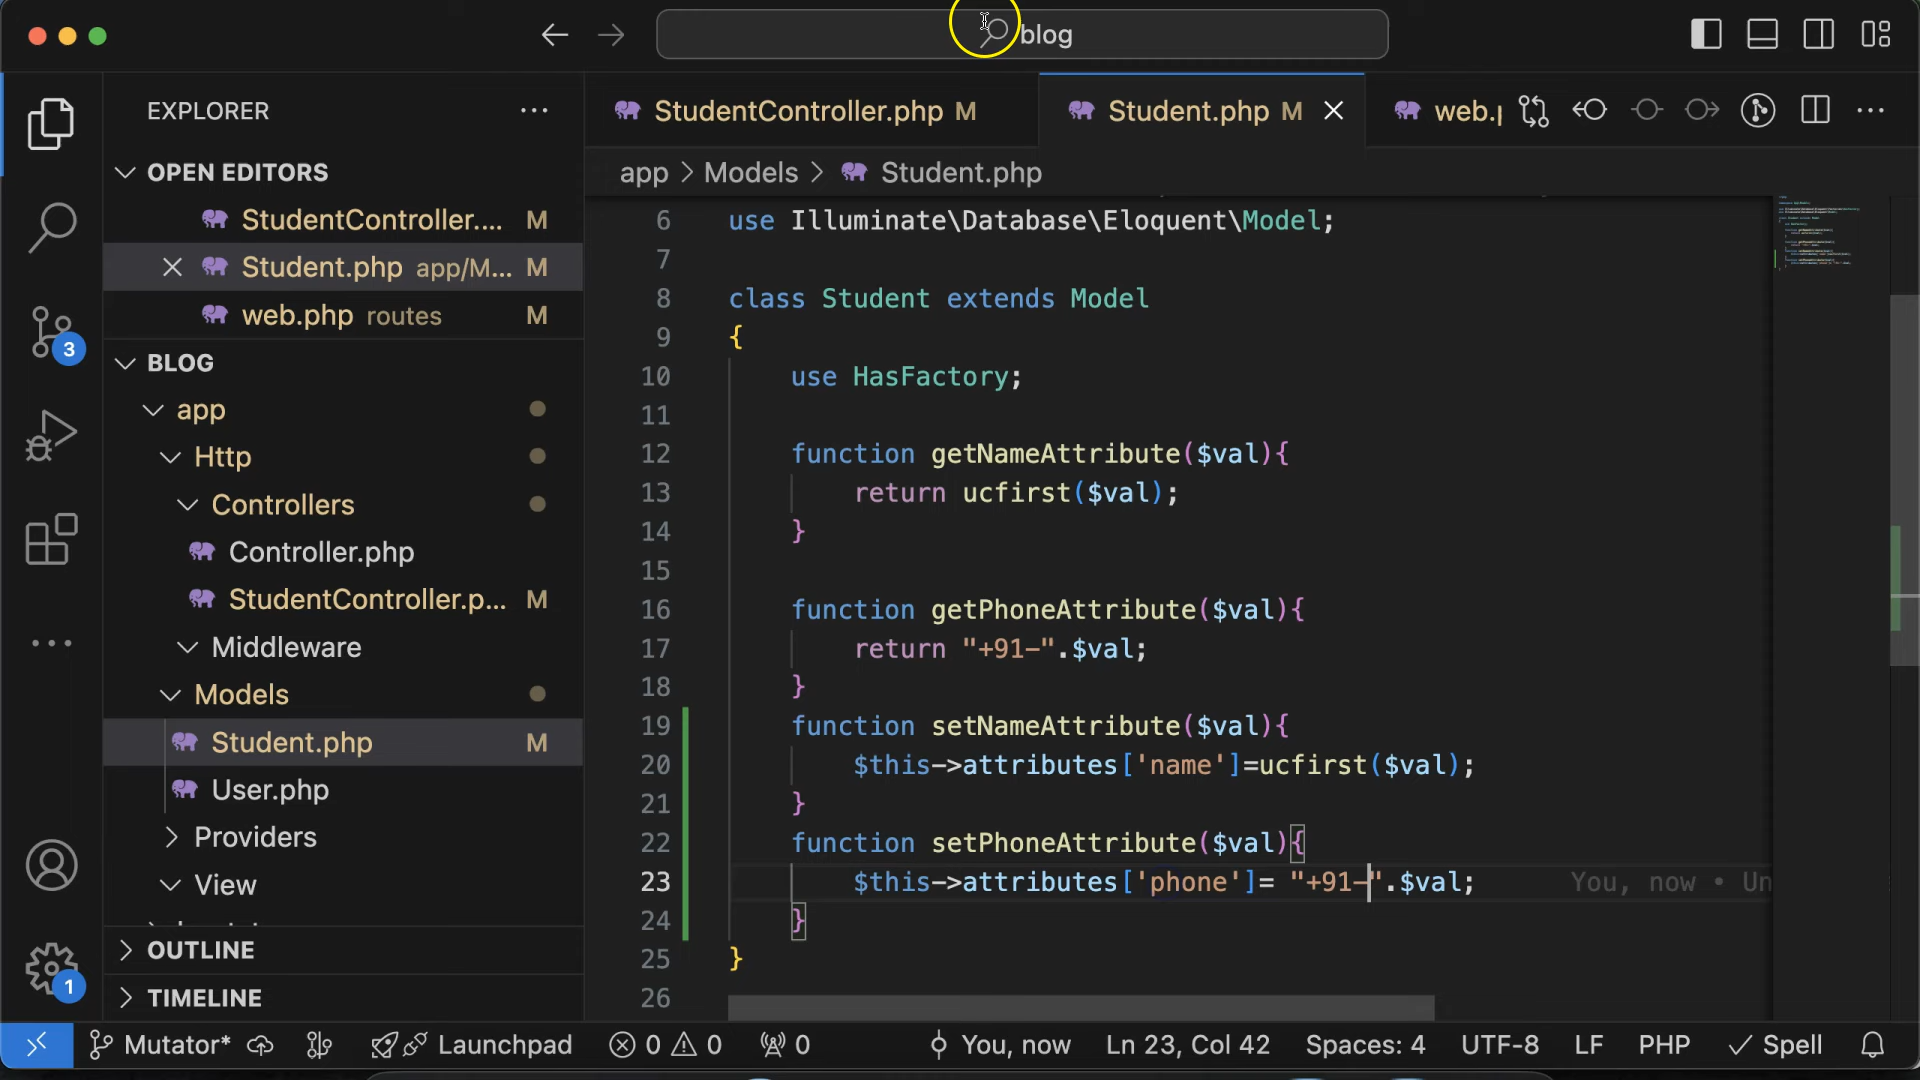 blog
EXPLORER
StudentController.php M
Student.php M
web.p
OPEN EDITORS
StudentController.... M
Student.php app/M... M
web.php routes M
BLOG
app
Http
Controllers
Controller.php
StudentController.p... M
Middleware
Models
Student.php M
User.php
Providers
View
OUTLINE
TIMELINE
3
1
app > Models > Student.php
6 use Illuminate\Database\Eloquent\Model;
7
8 class Student extends Model
9 {
10 use HasFactory;
11
12 function getNameAttribute($val){
13 return ucfirst($val);
14 }
15
16 function getPhoneAttribute($val){
17 return "+91-".$val;
18 }
19 function setNameAttribute($val){
20 $this->attributes['name']=ucfirst($val);
21 }
22 function setPhoneAttribute($val){
23 $this->attributes['phone']= "+91-".$val; You, now • Un
24 }
25 }
26
Mutator* Launchpad 0 0 0 You, now Ln 23, Col 42 Spaces: 4 UTF-8 LF PHP Spell